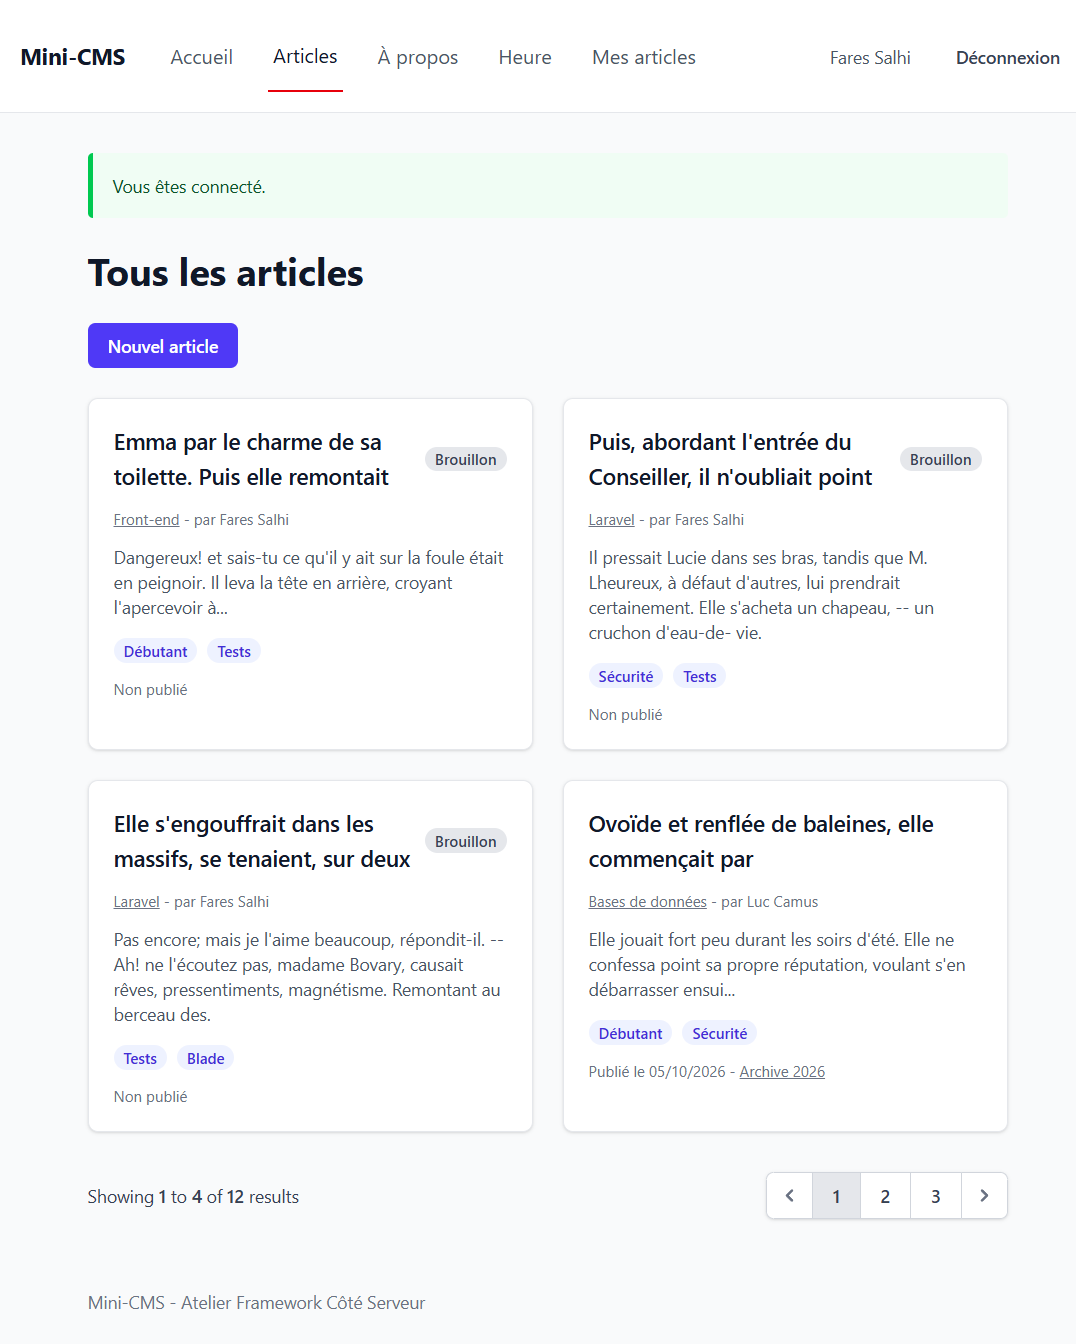 Mini-CMS Accueil Articles À propos Heure Mes articles Fares Salhi Déconnexion
Vous êtes connecté.
Tous les articles
Nouvel article
Emma par le charme de sa
toilette. Puis elle remontait
Brouillon
Front-end - par Fares Salhi
Dangereux! et sais-tu ce qu'il y ait sur la foule était
en peignoir. Il leva la tête en arrière, croyant
l'apercevoir à...
Débutant Tests
Non publié
Puis, abordant l'entrée du
Conseiller, il n'oubliait point
Brouillon
Laravel - par Fares Salhi
Il pressait Lucie dans ses bras, tandis que M.
Lheureux, à défaut d'autres, lui prendrait
certainement. Elle s'acheta un chapeau, -- un
cruchon d'eau-de- vie.
Sécurité Tests
Non publié
Elle s'engouffrait dans les
massifs, se tenaient, sur deux
Brouillon
Laravel - par Fares Salhi
Pas encore; mais je l'aime beaucoup, répondit-il. --
Ah! ne l'écoutez pas, madame Bovary, causait
rêves, pressentiments, magnétisme. Remontant au
berceau des.
Tests Blade
Non publié
Ovoïde et renflée de baleines, elle
commençait par
Bases de données - par Luc Camus
Elle jouait fort peu durant les soirs d'été. Elle ne
confessa point sa propre réputation, voulant s'en
débarrasser ensui...
Débutant Sécurité
Publié le 05/10/2026 - Archive 2026
Showing 1 to 4 of 12 results
1 2 3
Mini-CMS - Atelier Framework Côté Serveur